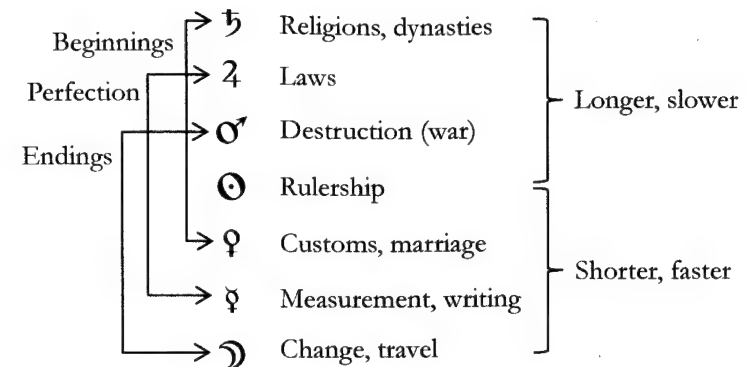 Beginnings
♄ Religions, dynasties
Perfection
♃ Laws
Longer, slower
Endings
♂ Destruction (war)
☉ Rulership
♀ Customs, marriage
Shorter, faster
☿ Measurement, writing
☽ Change, travel